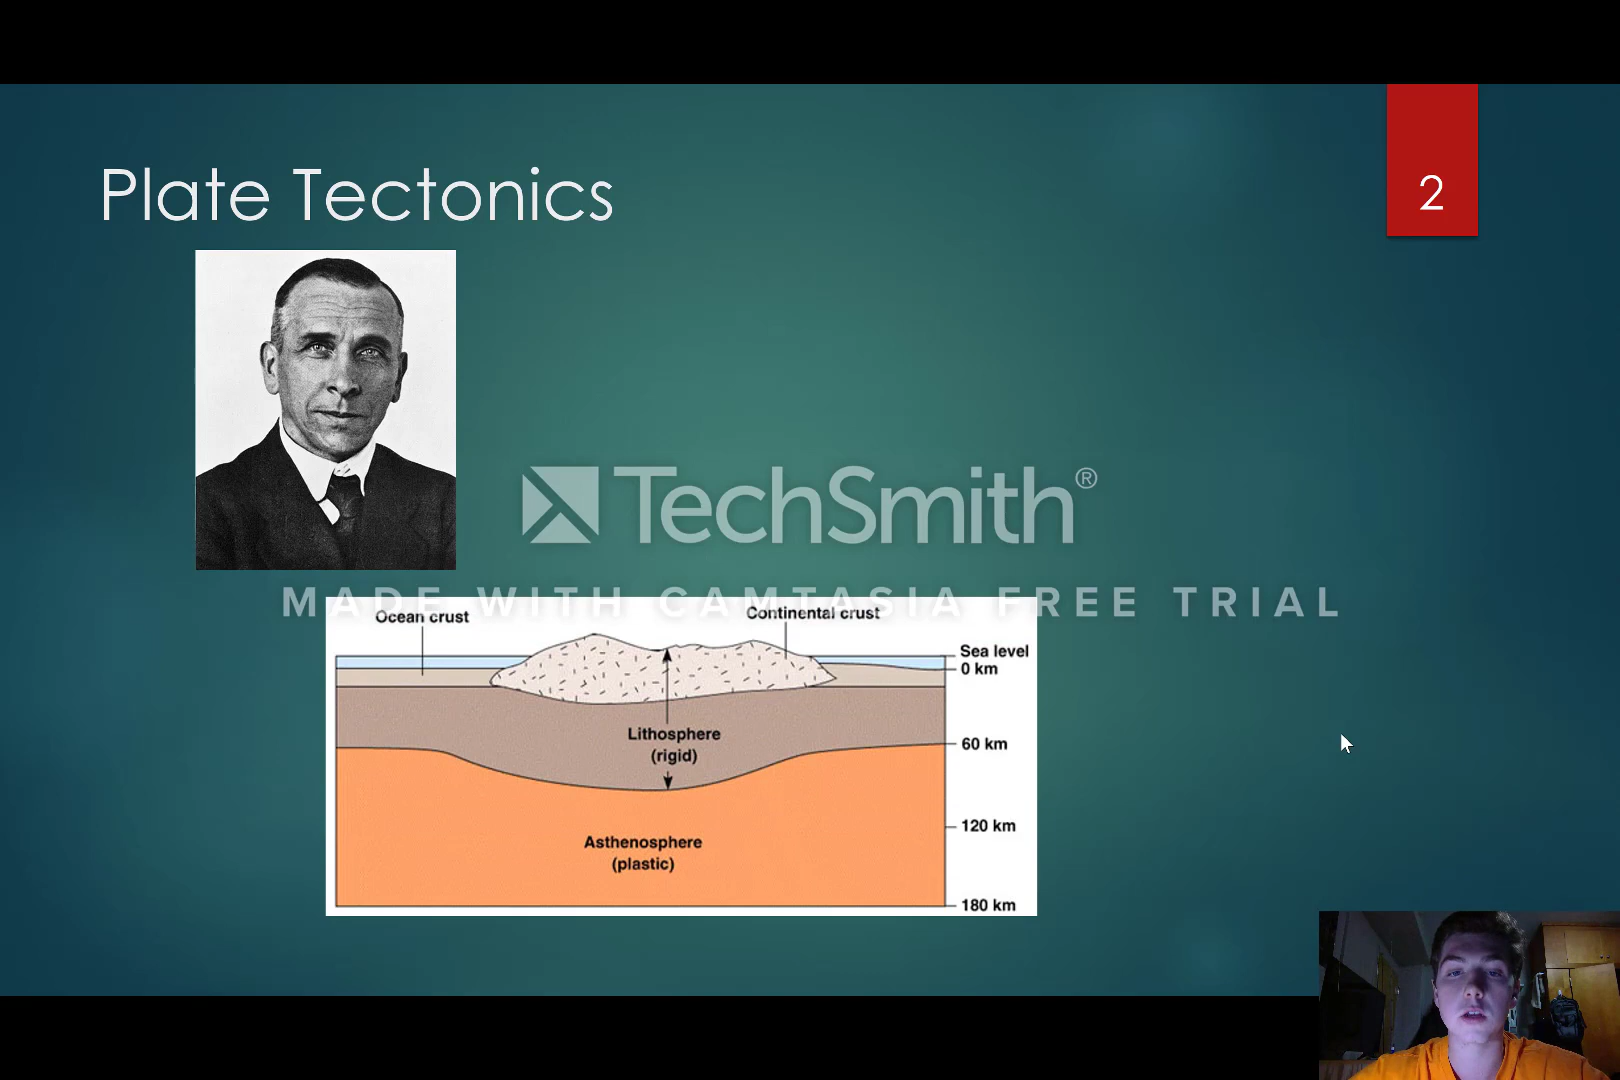 Plate Tectonics
2
TechSmith®
MADE WITH CAMTASIA FREE TRIAL
Ocean crust
Continental crust
Sea level
0 km
Lithosphere
(rigid)
60 km
120 km
Asthenosphere
(plastic)
180 km